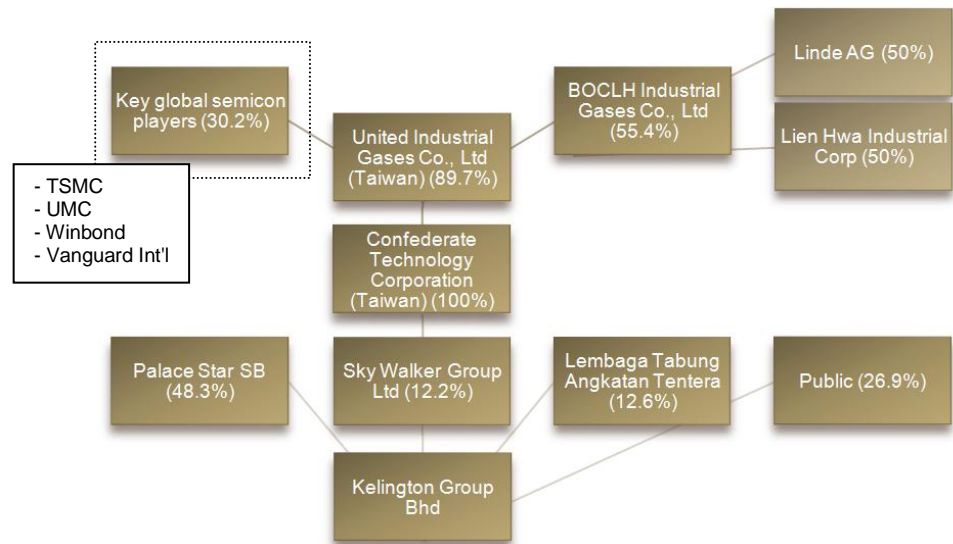 Linde AG (50%)
Key global semicon
players (30.2%)
BOCLH Industrial
Gases Co., Ltd
(55.4%)
United Industrial
Gases Co., Ltd
(Taiwan) (89.7%)
Lien Hwa Industrial
Corp (50%)
- TSMC
- UMC
- Winbond
- Vanguard Int'l
Confederate
Technology
Corporation
(Taiwan) (100%)
Palace Star SB
(48.3%)
Sky Walker Group
Ltd (12.2%)
Lembaga Tabung
Angkatan Tentera
(12.6%)
Public (26.9%)
Kelington Group
Bhd